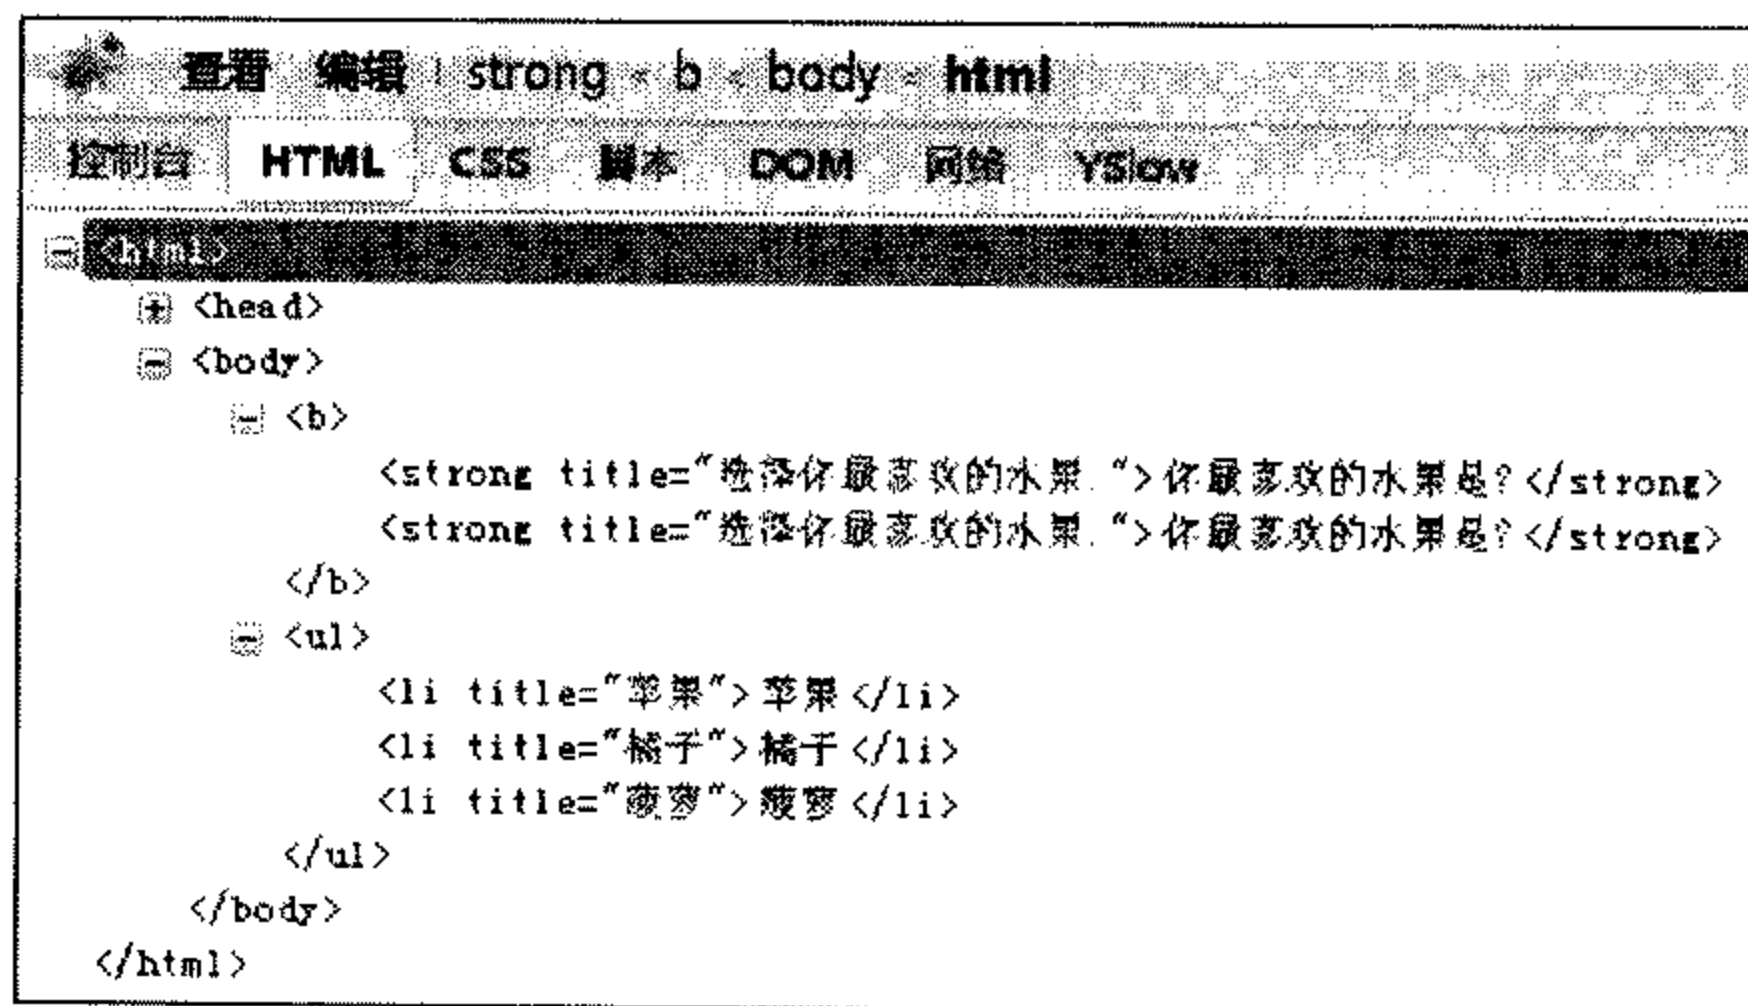 查看 编辑 | strong < b < body < html
控制台 HTML CSS 脚本 DOM 网络 YSlow
<html>
<head>
<body>
<b>
<strong title="选择你最喜欢的水果.">你最喜欢的水果是?</strong>
<strong title="选择你最喜欢的水果.">你最喜欢的水果是?</strong>
</b>
<ul>
<li title="苹果">苹果</li>
<li title="橘子">橘子</li>
<li title="菠萝">菠萝</li>
</ul>
</body>
</html>